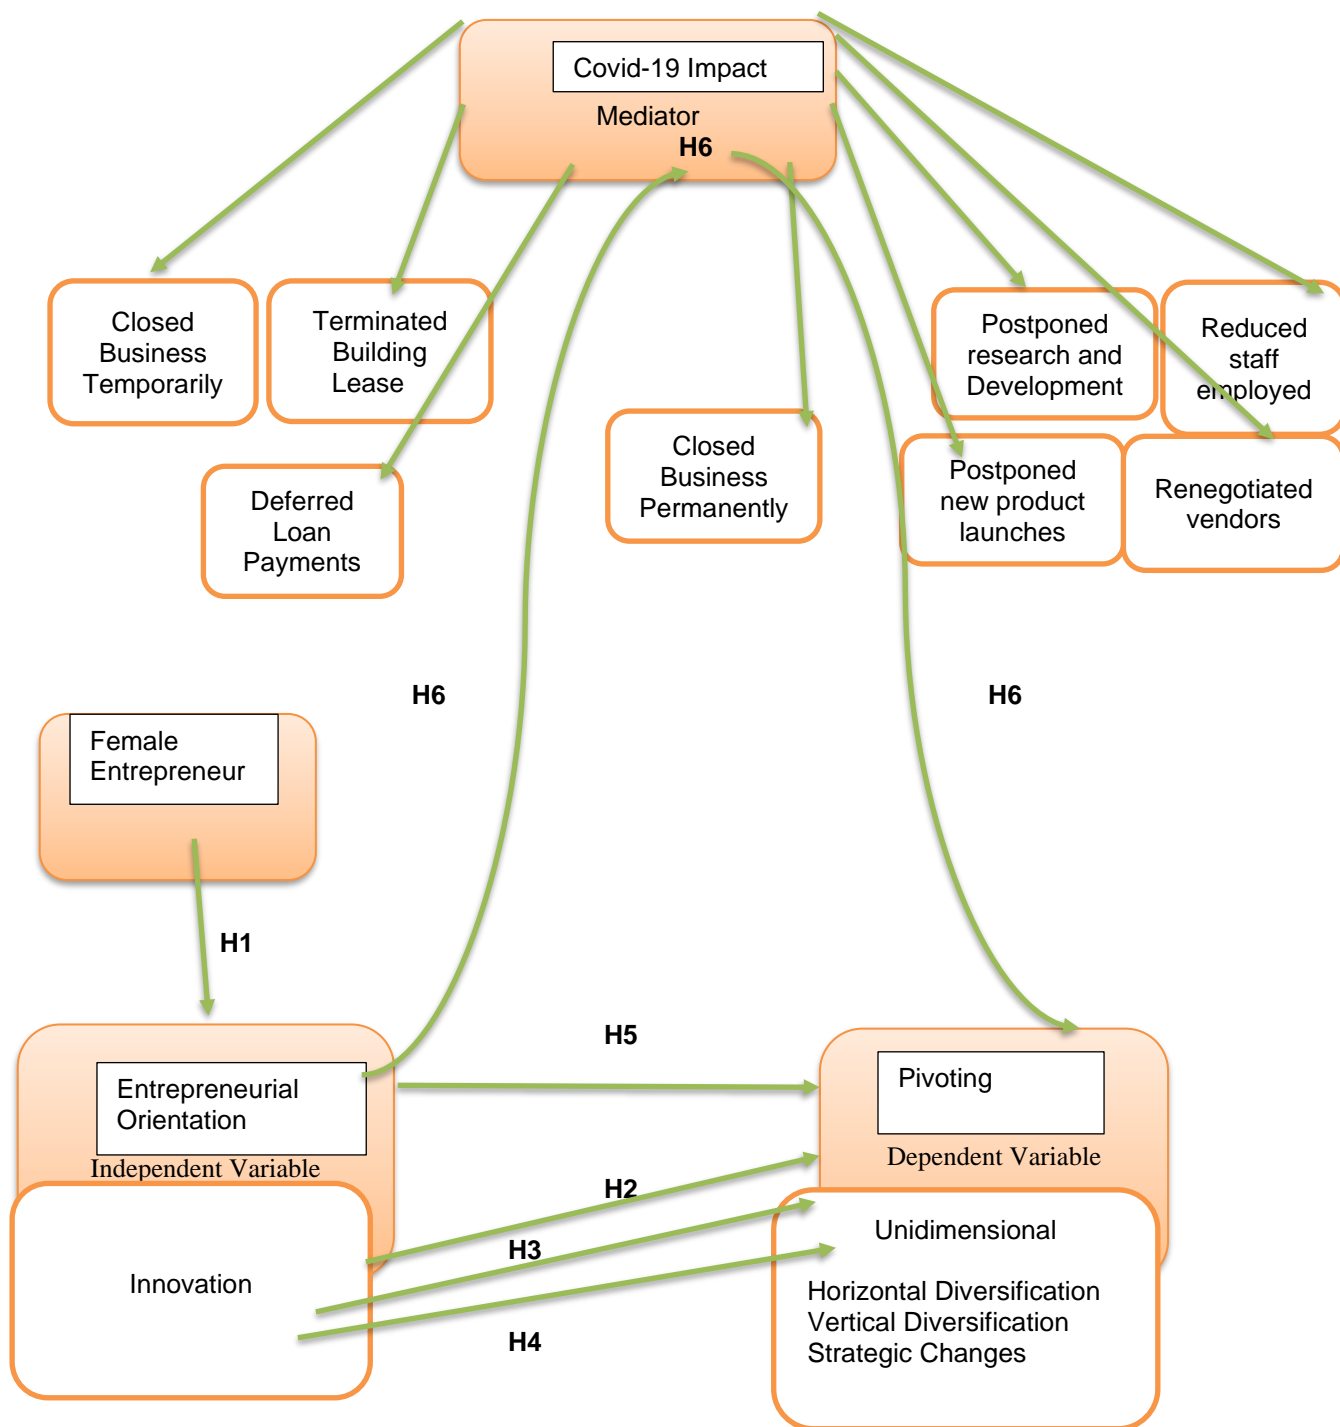 Covid-19 Impact
Mediator
H6
Closed
Business
Temporarily
Terminated
Building
Lease
Postponed
research and
Development
Reduced
staff
employed
Deferred
Loan
Payments
Closed
Business
Permanently
Postponed
new product
launches
Renegotiated
vendors
H6
H6
Female
Entrepreneur
H1
H5
Entrepreneurial
Orientation
Independent Variable
Pivoting
Dependent Variable
H2
H3
H4
Innovation
Unidimensional
Horizontal Diversification
Vertical Diversification
Strategic Changes